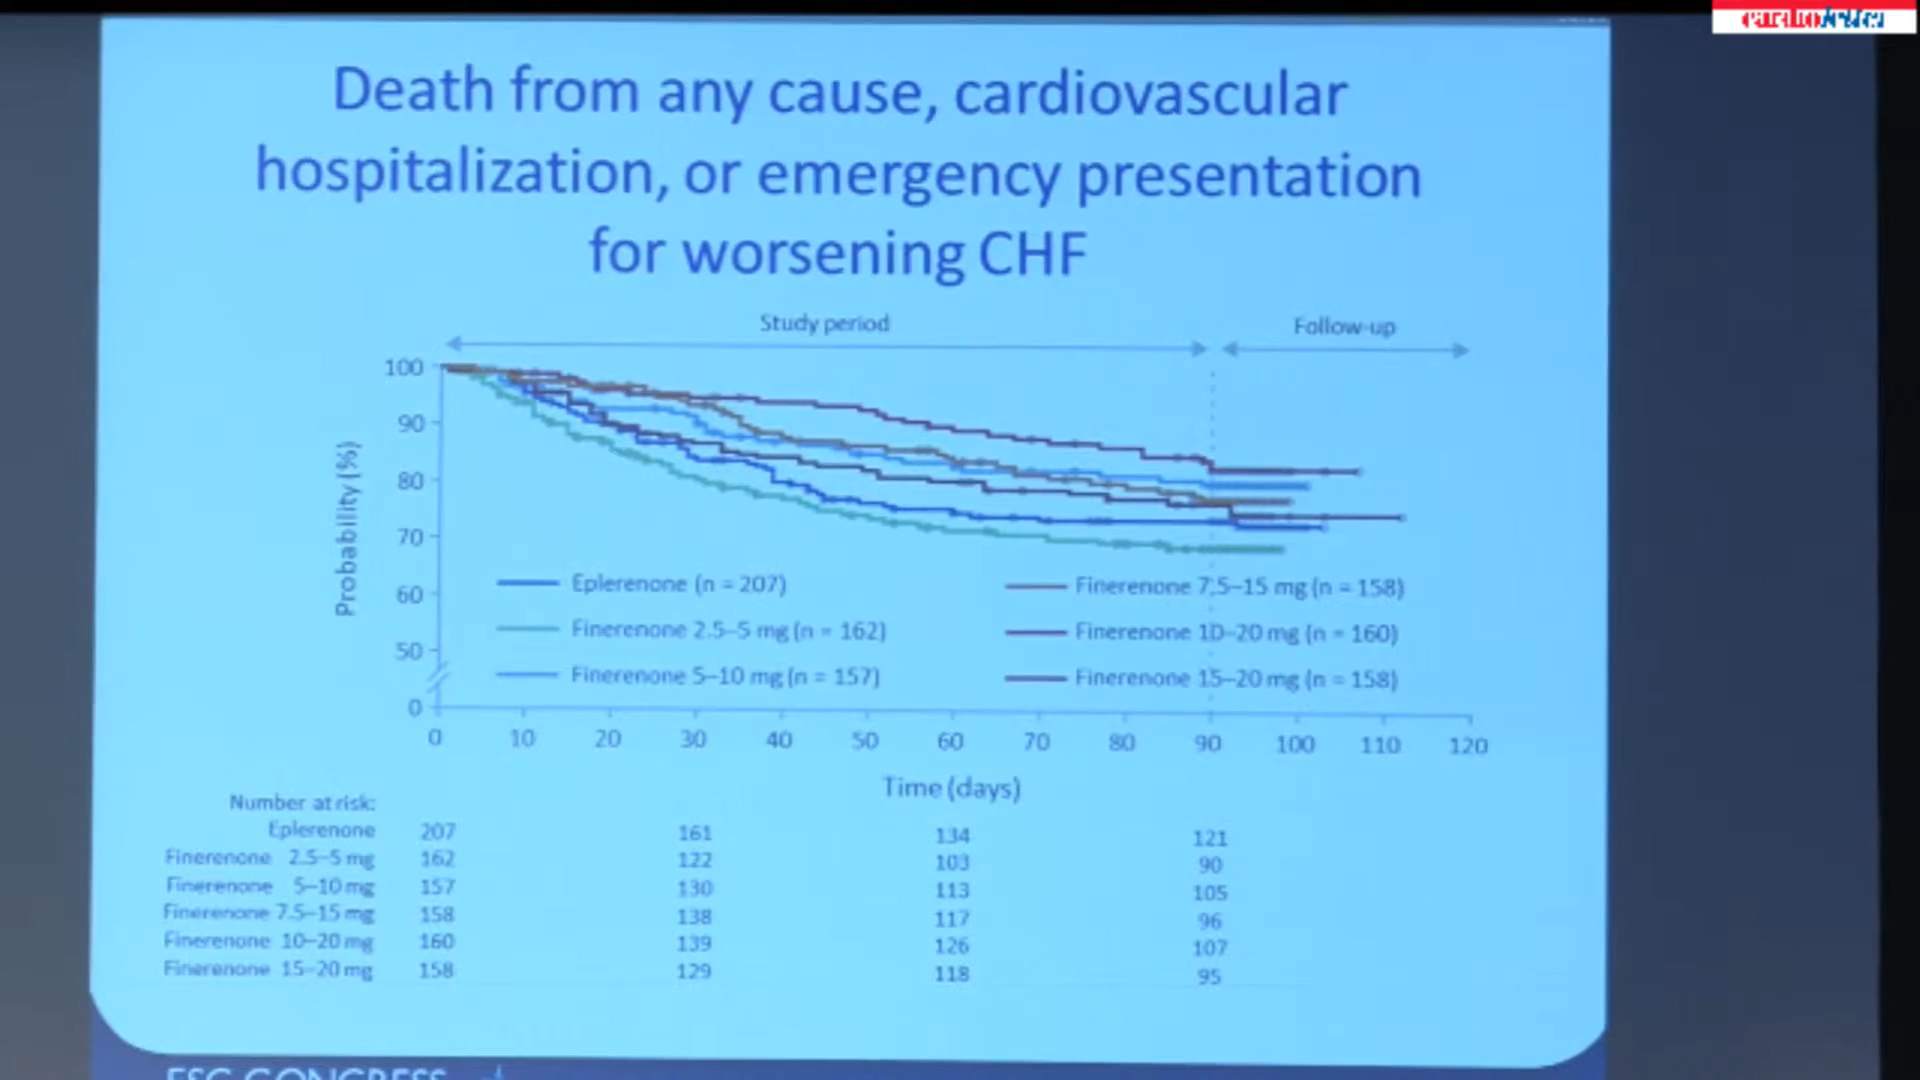 Death from any cause, cardiovascular
hospitalization, or emergency presentation
for worsening CHF
Study period
Follow-up
Probability (%)
100
90
80
70
60
50
0
Eplerenone (n = 207)
Finerenone 2.5–5 mg (n = 162)
Finerenone 5–10 mg (n = 157)
Finerenone 7.5–15 mg (n = 158)
Finerenone 10–20 mg (n = 160)
Finerenone 15–20 mg (n = 158)
0 10 20 30 40 50 60 70 80 90 100 110 120
Time (days)
Number at risk:
Eplerenone 207 161 134 121
Finerenone 2.5–5 mg 162 122 103 90
Finerenone 5–10 mg 157 130 113 105
Finerenone 7.5–15 mg 158 138 117 96
Finerenone 10–20 mg 160 139 126 107
Finerenone 15–20 mg 158 129 118 95
ESC CONGRESS